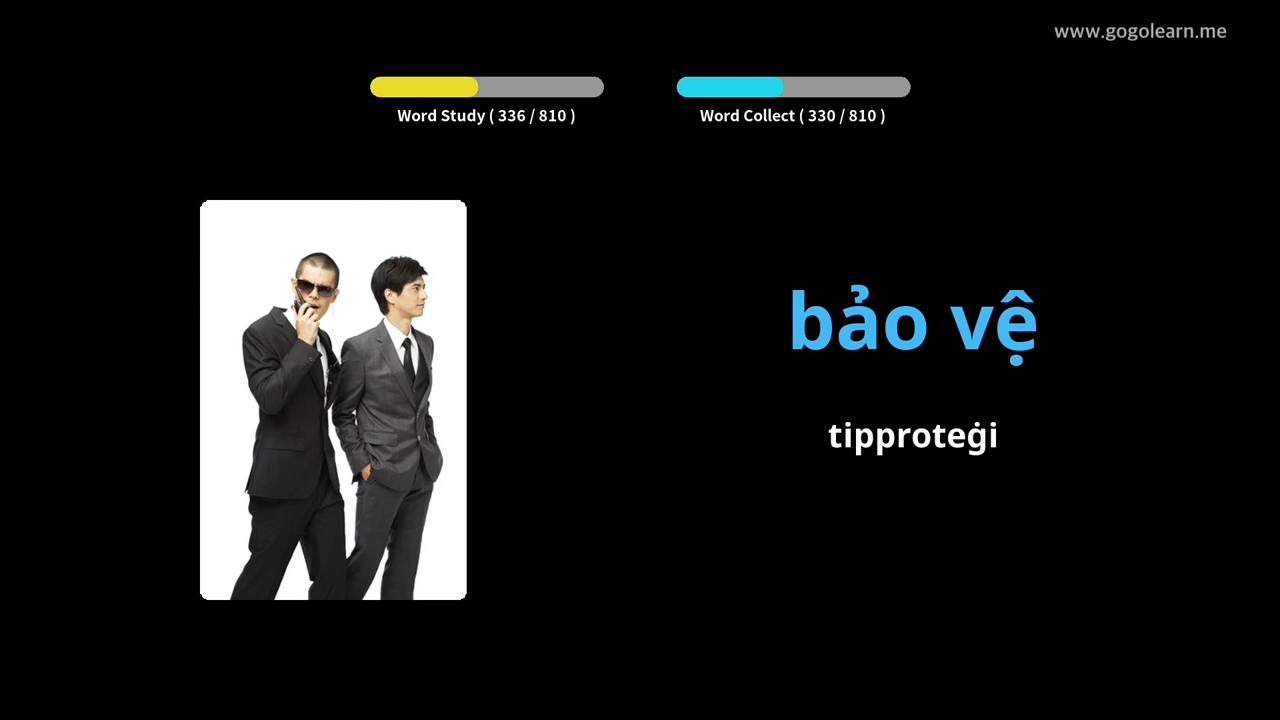 www.gogolearn.me
Word Study ( 336 / 810 )
Word Collect ( 330 / 810 )
bảo vệ
tipproteġi